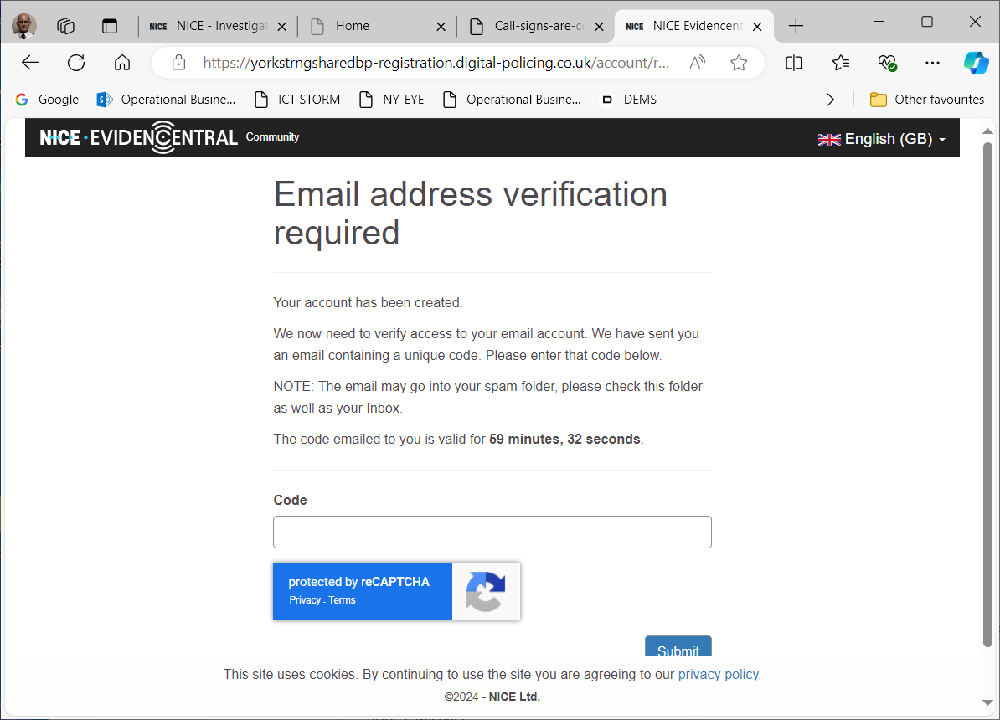 NICE NICE - Investigat
Home
Call-signs-are-co
NICE NICE Evidencent
https://yorkstrngsharedbp-registration.digital-policing.co.uk/account/r...
Google
Operational Busine...
ICT STORM
NY-EYE
Operational Busine...
DEMS
Other favourites
NICE·EVIDENCENTRAL Community
English (GB)
Email address verification
required
Your account has been created.
We now need to verify access to your email account. We have sent you
an email containing a unique code. Please enter that code below.
NOTE: The email may go into your spam folder, please check this folder
as well as your Inbox.
The code emailed to you is valid for 59 minutes, 32 seconds.
Code
protected by reCAPTCHA
Privacy - Terms
Submit
This site uses cookies. By continuing to use the site you are agreeing to our privacy policy.
©2024 - NICE Ltd.